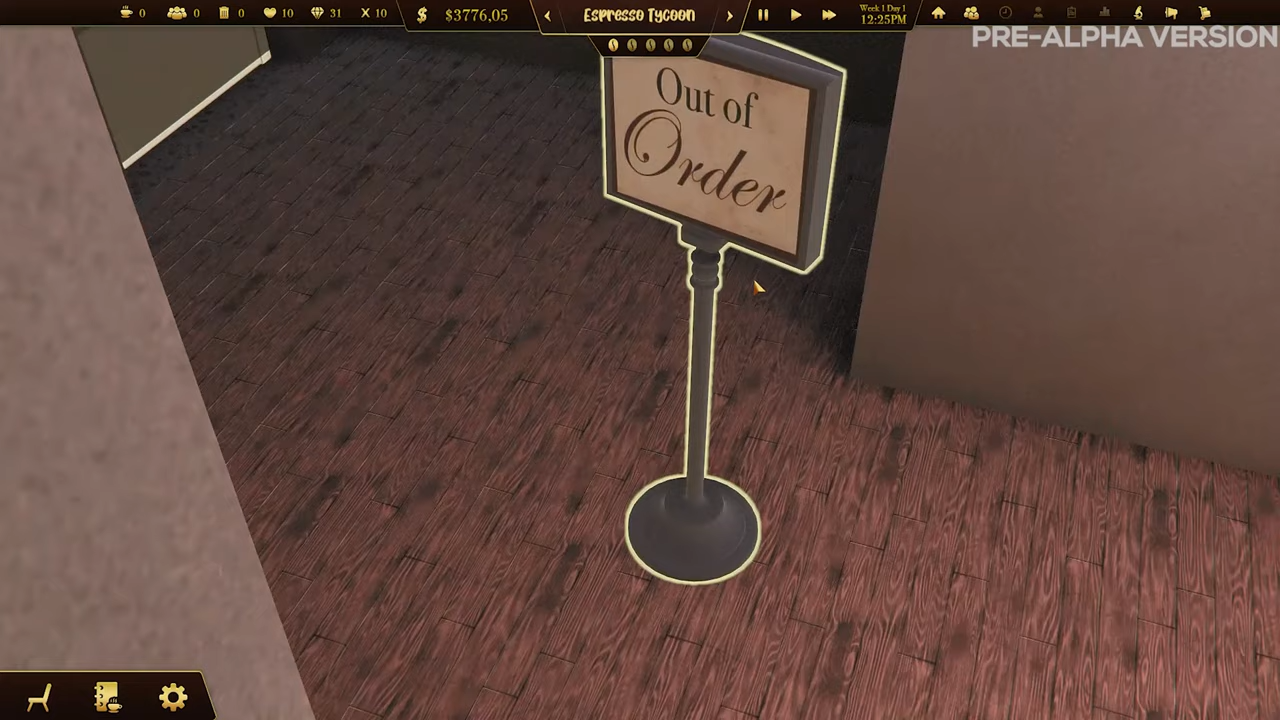 0 0 0 10 31 X 10 $ $3776,05 Espresso Tycoon Week 1 Day 1
12:25PM
PRE-ALPHA VERSION
Out of
Order